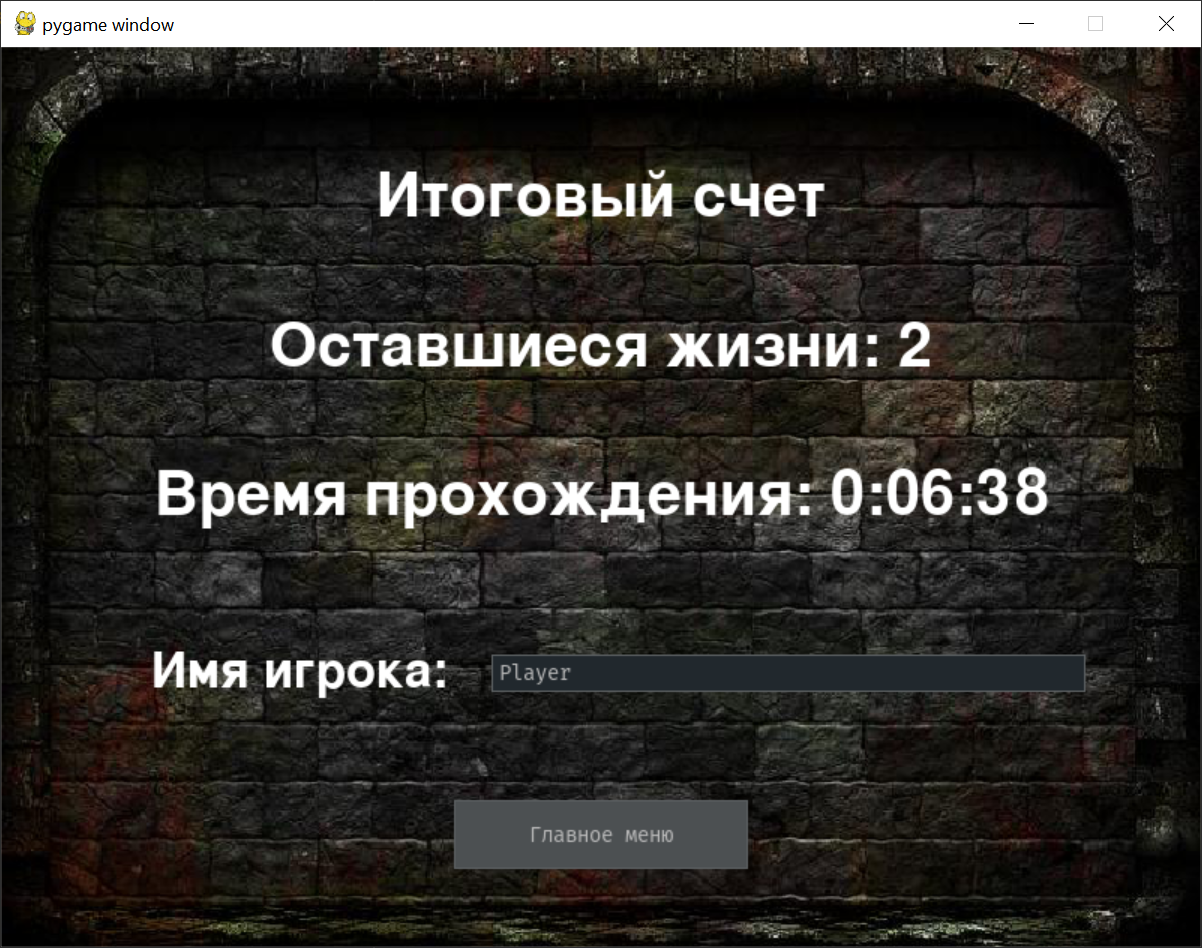 pygame window
Итоговый счет
Оставшиеся жизни: 2
Время прохождения: 0:06:38
Имя игрока: Player
Главное меню